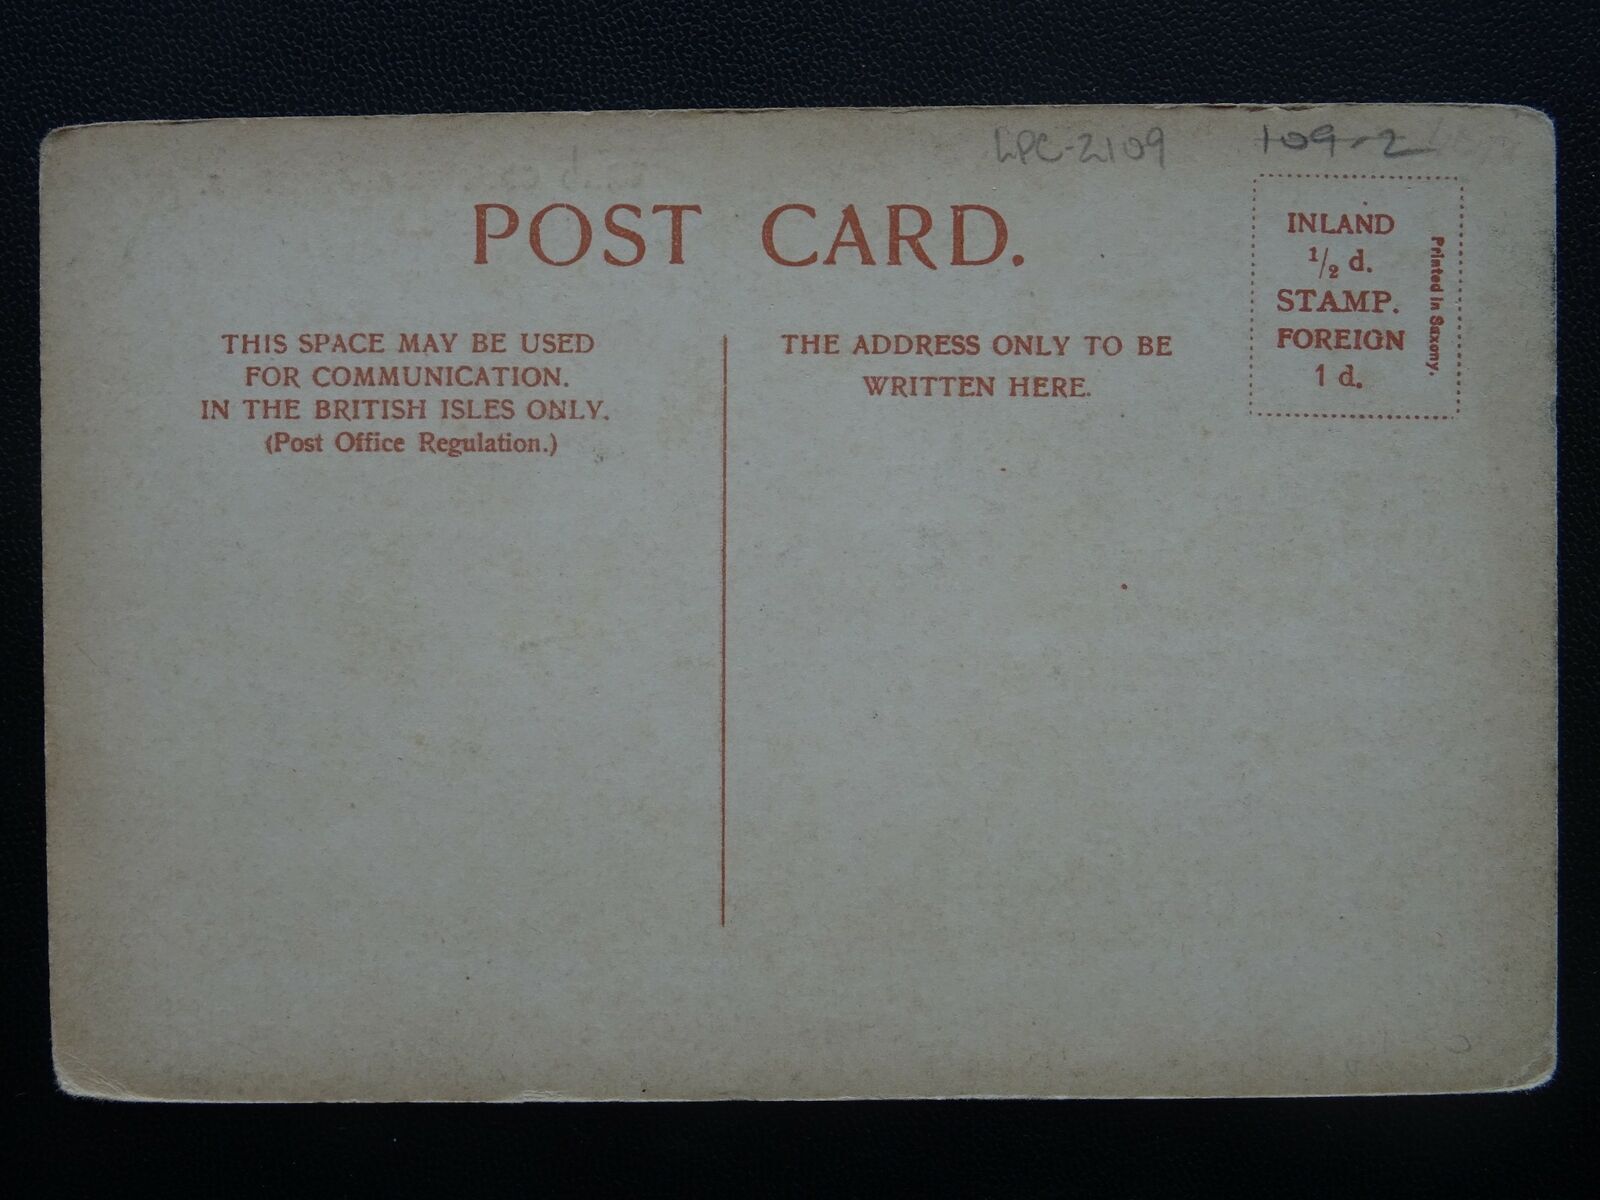 LPC-2109
109-2
POST CARD.
INLAND
1/2 d.
STAMP.
FOREIGN
1 d.
Printed in Saxony.
THIS SPACE MAY BE USED
FOR COMMUNICATION.
IN THE BRITISH ISLES ONLY.
(Post Office Regulation.)
THE ADDRESS ONLY TO BE
WRITTEN HERE.